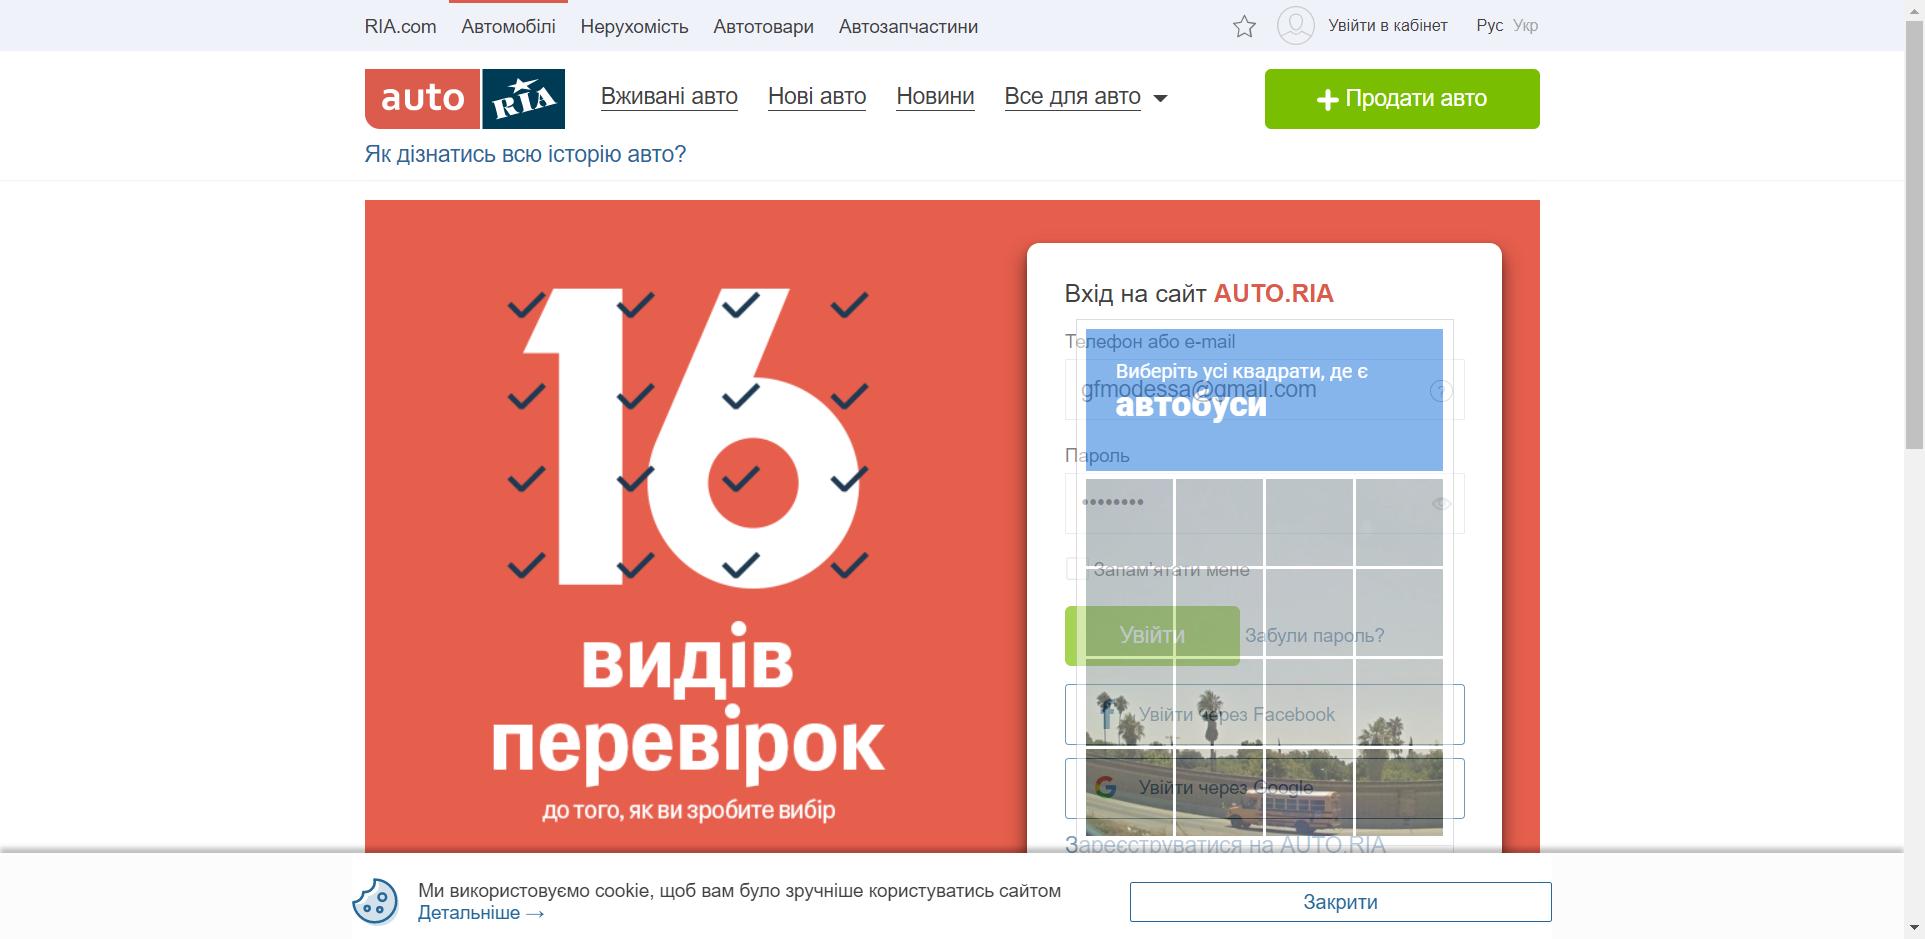 RIA.com Автомобілі Нерухомість Автотовари Автозапчастини Увійти в кабінет Рус Укр
auto RIA Вживані авто Нові авто Новини Все для авто Продати авто
Як дізнатись всю історію авто?
16
видів
перевірок
до того, як ви зробите вибір
Вхід на сайт AUTO.RIA
Телефон або e-mail
Виберіть усі квадрати, де є
gfmodessa@gmail.com
автобуси
Пароль
••••••••
Запам'ятати мене
Увійти Забули пароль?
Увійти через Facebook
Увійти через Google
Зареєструватися на AUTO.RIA
Ми використовуємо cookie, щоб вам було зручніше користуватись сайтом
Детальніше →
Закрити